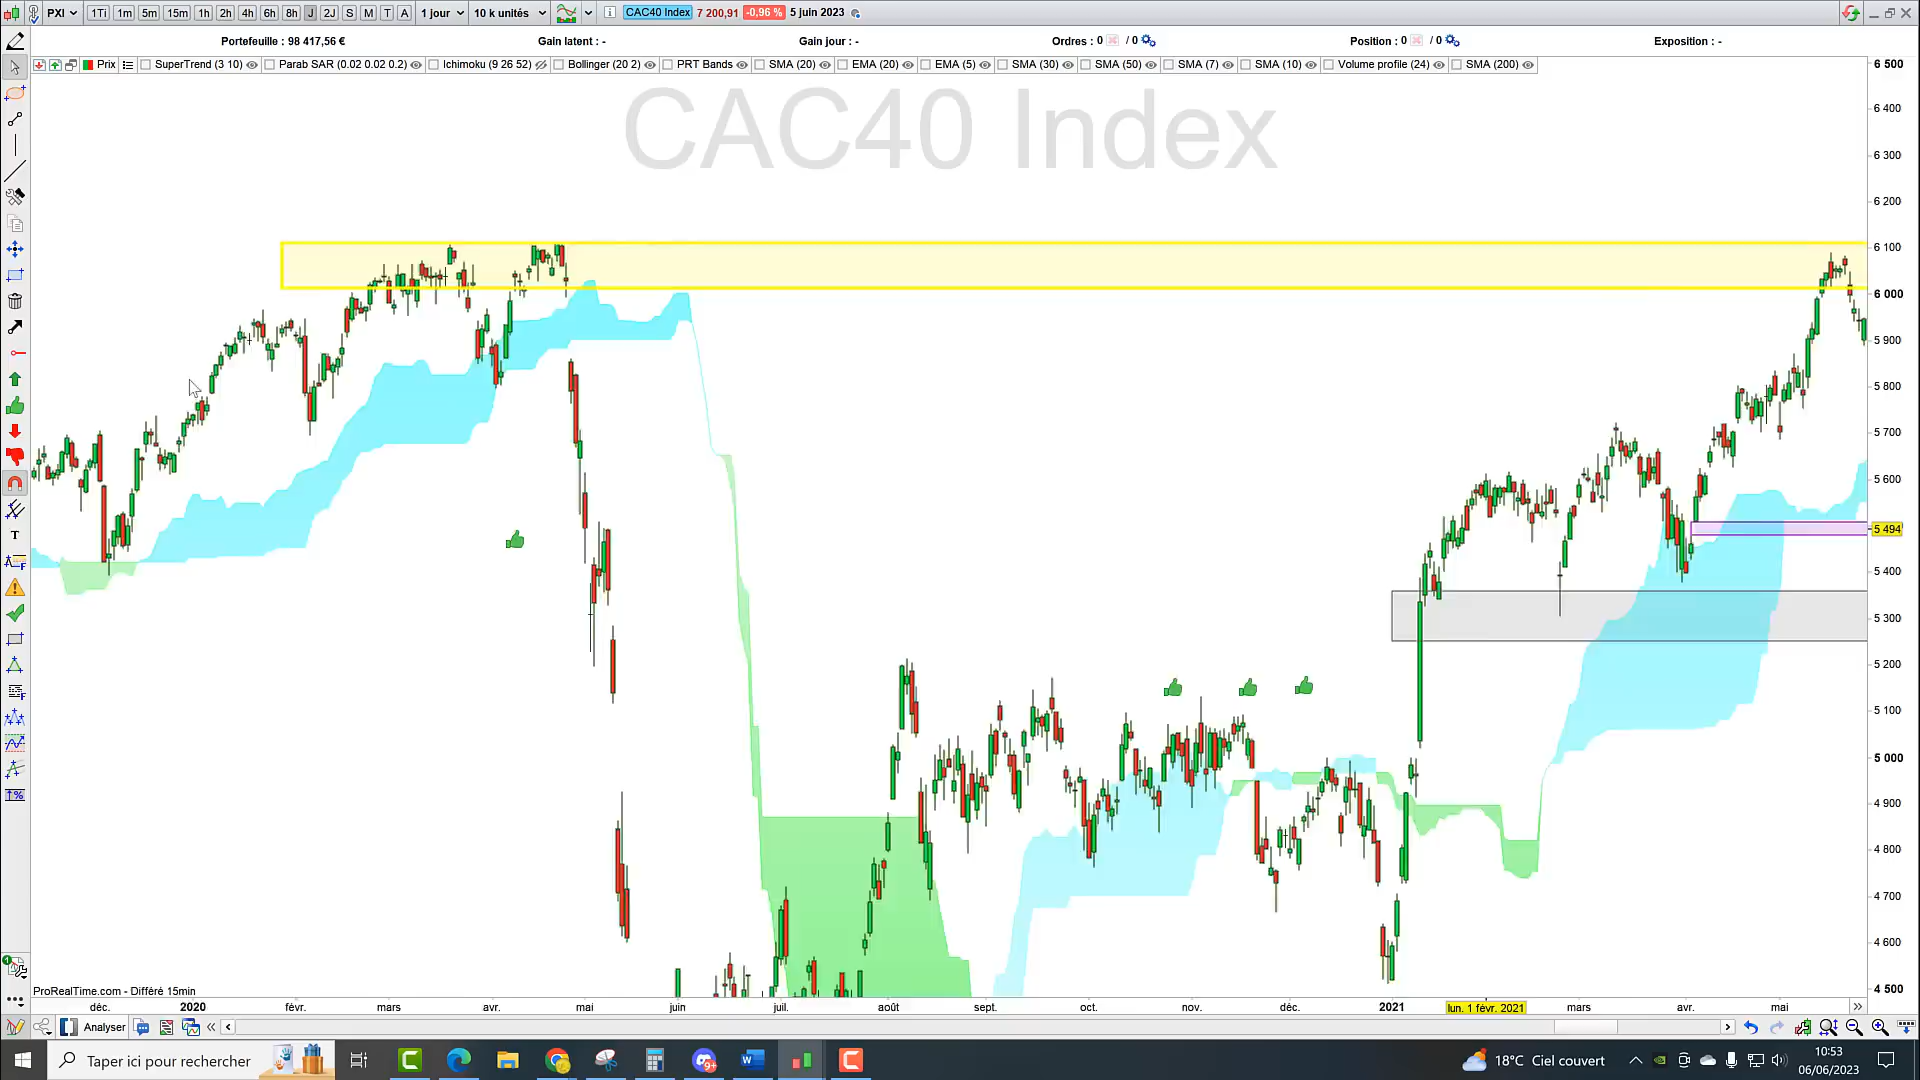 PXI 1Ti 1m 5m 15m 1h 2h 4h 6h 8h J 2J S M T A 1 jour 10 k unités i CAC40 Index 7 200,91 -0,96 % 5 juin 2023
Portefeuille : 98 417,56 € Gain latent : - Gain jour : - Ordres : 0 / 0 Position : 0 / 0 Exposition : -
Prix SuperTrend (3 10) Parab SAR (0.02 0.02 0.2) Ichimoku (9 26 52) Bollinger (20 2) PRT Bands SMA (20) EMA (20) EMA (5) SMA (30) SMA (50) SMA (7) SMA (10) Volume profile (24) SMA (200)
CAC40 Index
6 500
6 400
6 300
6 200
6 100
6 000
5 900
5 800
5 700
5 600
5 494
5 400
5 300
5 200
5 100
5 000
4 900
4 800
4 700
4 600
4 500
ProRealTime.com - Différé 15min
déc. 2020 févr. mars avr. mai juin juil. août sept. oct. nov. déc. 2021 lun. 1 févr. 2021 mars avr. mai
Analyser
Taper ici pour rechercher
9+
18°C Ciel couvert
10:53
06/06/2023